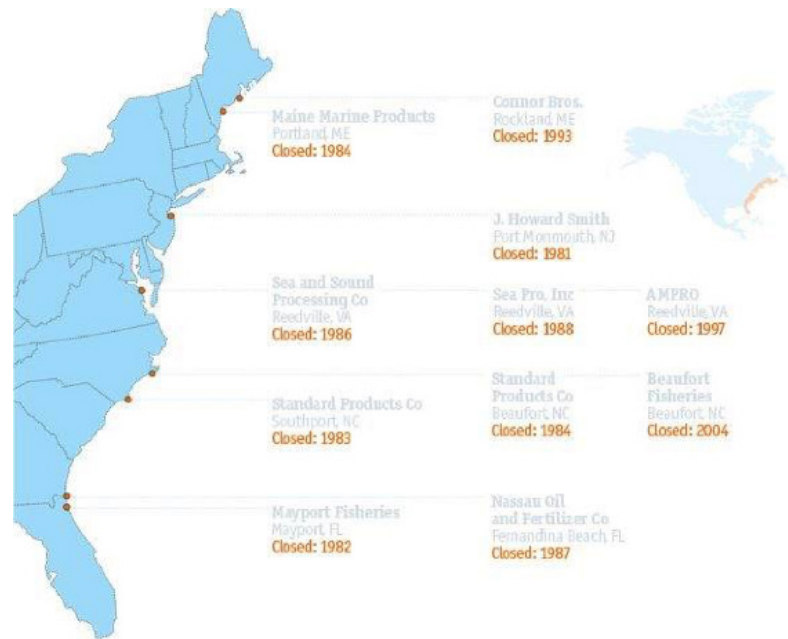 Maine Marine Products
Portland, ME
Closed: 1984
Connor Bros.
Rockland, ME
Closed: 1993
J. Howard Smith
Port Monmouth, NJ
Closed: 1981
Sea and Sound
Processing Co
Reedville, VA
Closed: 1986
Sea Pro, Inc
Reedville, VA
Closed: 1988
AMPRO
Reedville, VA
Closed: 1997
Standard Products Co
Southport, NC
Closed: 1983
Standard
Products Co
Beaufort, NC
Closed: 1984
Beaufort
Fisheries
Beaufort, NC
Closed: 2004
Mayport Fisheries
Mayport, FL
Closed: 1982
Nassau Oil
and Fertilizer Co
Fernandina Beach, FL
Closed: 1987